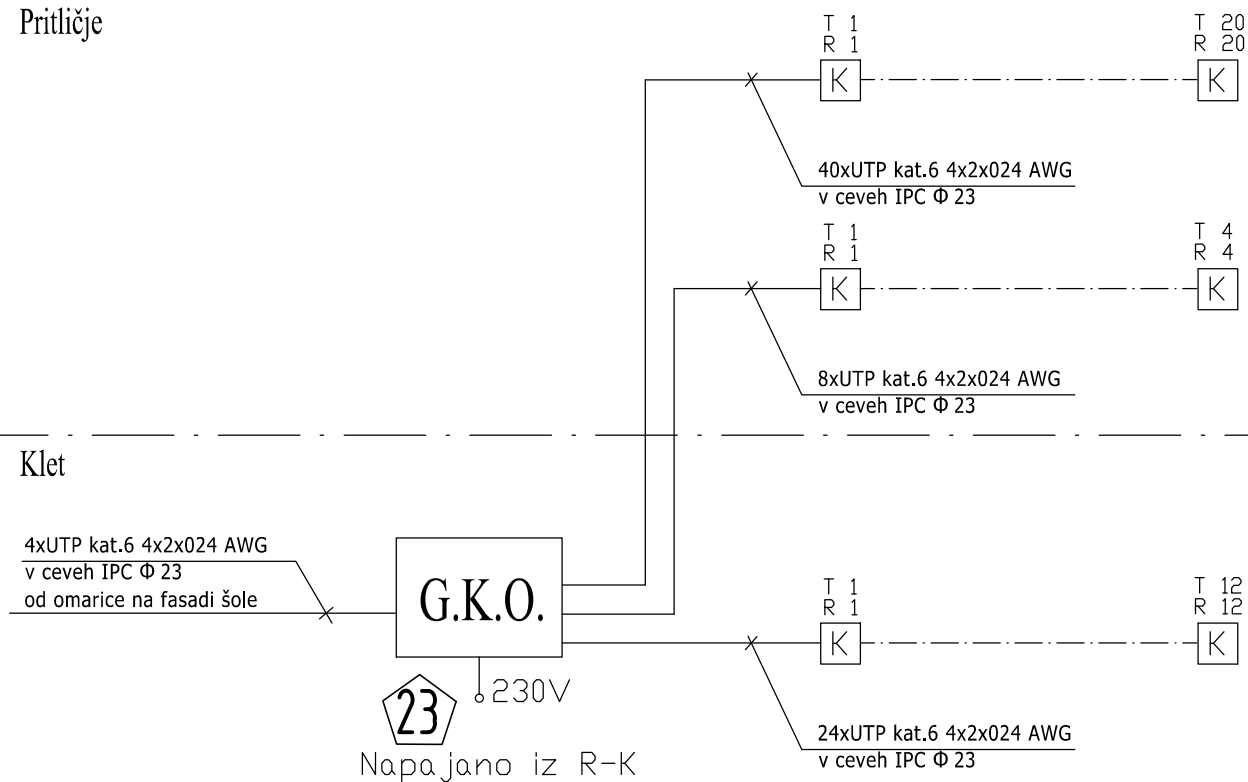 Pritličje
T 1
R 1
K
T 20
R 20
K
40xUTP kat.6 4x2x024 AWG
v ceveh IPC Φ 23
T 1
R 1
K
T 4
R 4
K
8xUTP kat.6 4x2x024 AWG
v ceveh IPC Φ 23
Klet
4xUTP kat.6 4x2x024 AWG
v ceveh IPC Φ 23
od omarice na fasadi šole
G.K.O.
T 1
R 1
K
T 12
R 12
K
230V
23
Napajano iz R-K
24xUTP kat.6 4x2x024 AWG
v ceveh IPC Φ 23